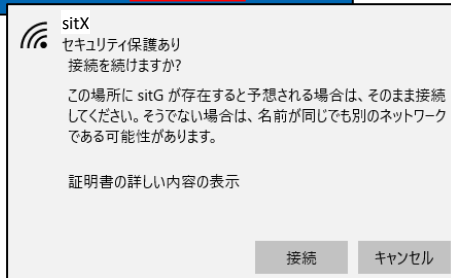 sitX
セキュリティ保護あり
接続を続けますか?
この場所に sitG が存在すると予想される場合は、そのまま接続
してください。そうでない場合は、名前が同じでも別のネットワーク
である可能性があります。
証明書の詳しい内容の表示
接続 キャンセル